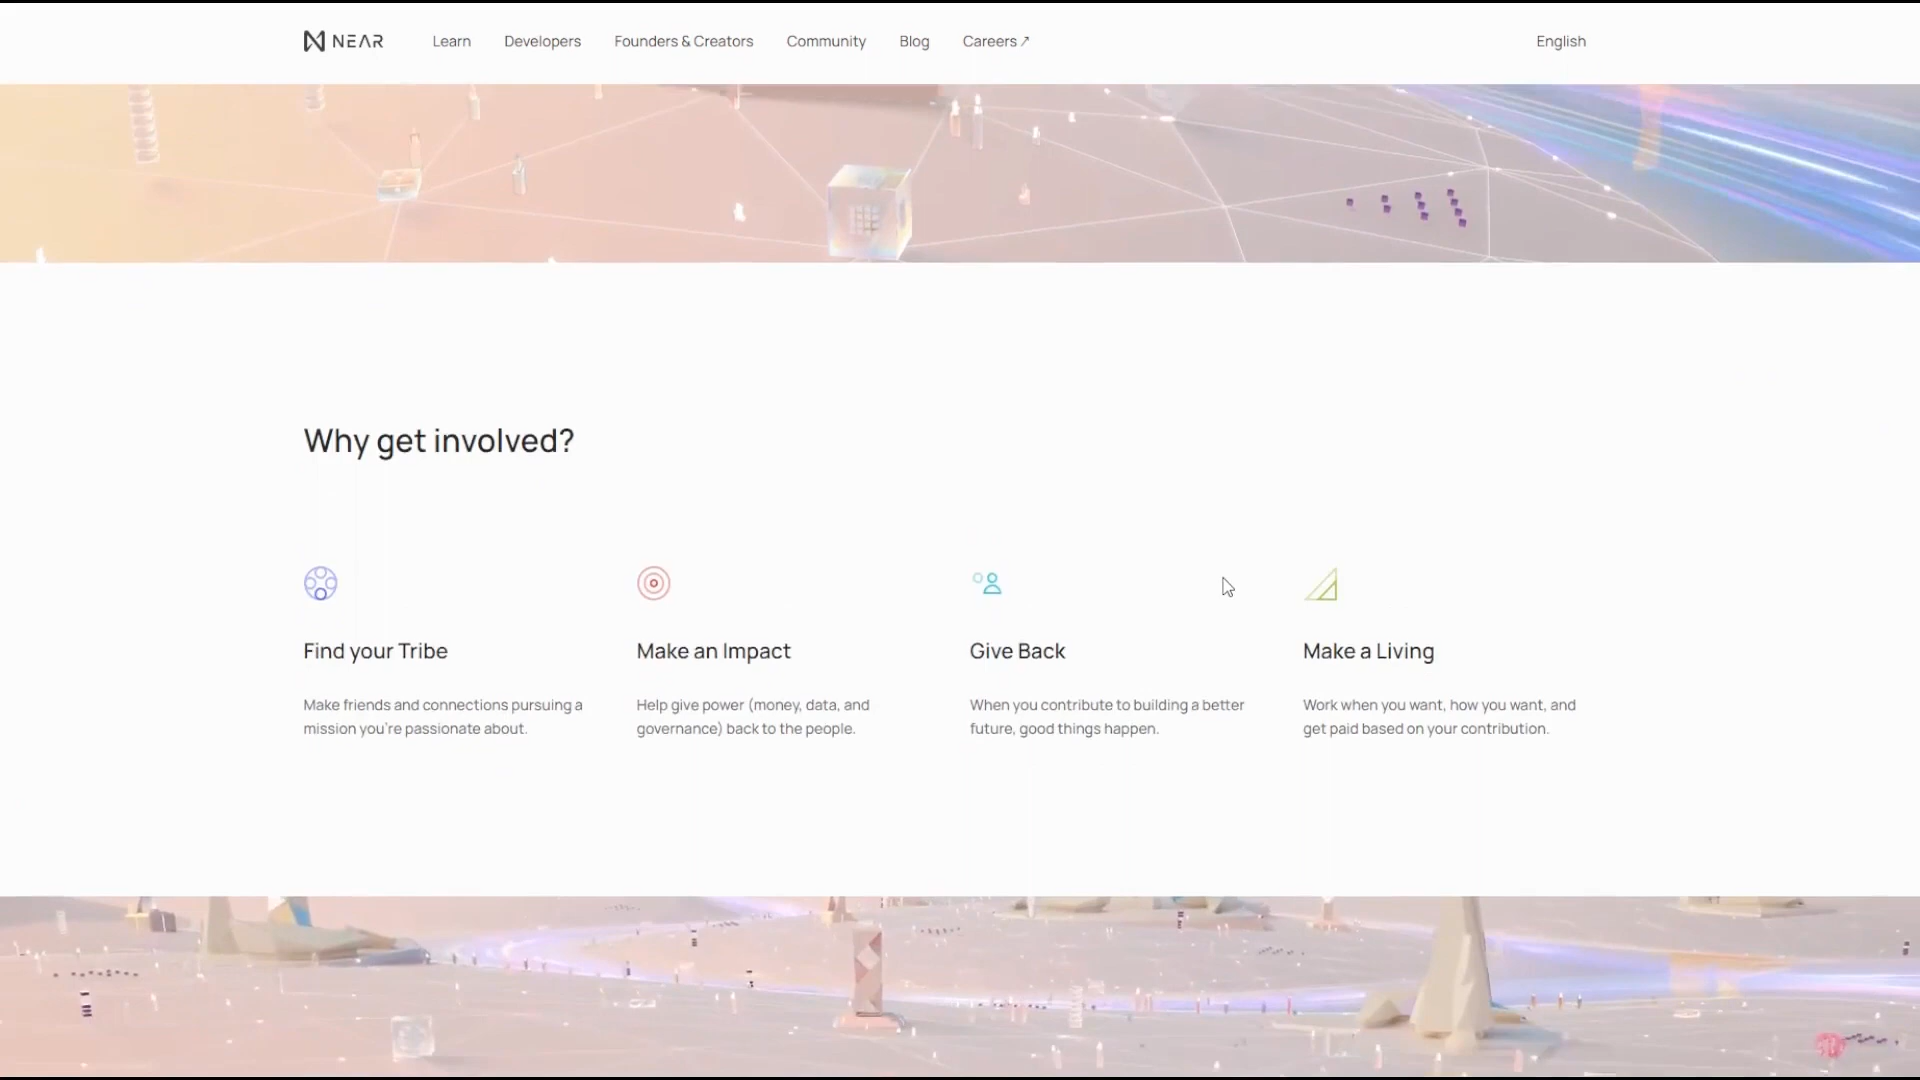 NEAR
Learn
Developers
Founders & Creators
Community
Blog
Careers ↗
English
Why get involved?
Find your Tribe
Make friends and connections pursuing a
mission you're passionate about.
Make an Impact
Help give power (money, data, and
governance) back to the people.
Give Back
When you contribute to building a better
future, good things happen.
Make a Living
Work when you want, how you want, and
get paid based on your contribution.